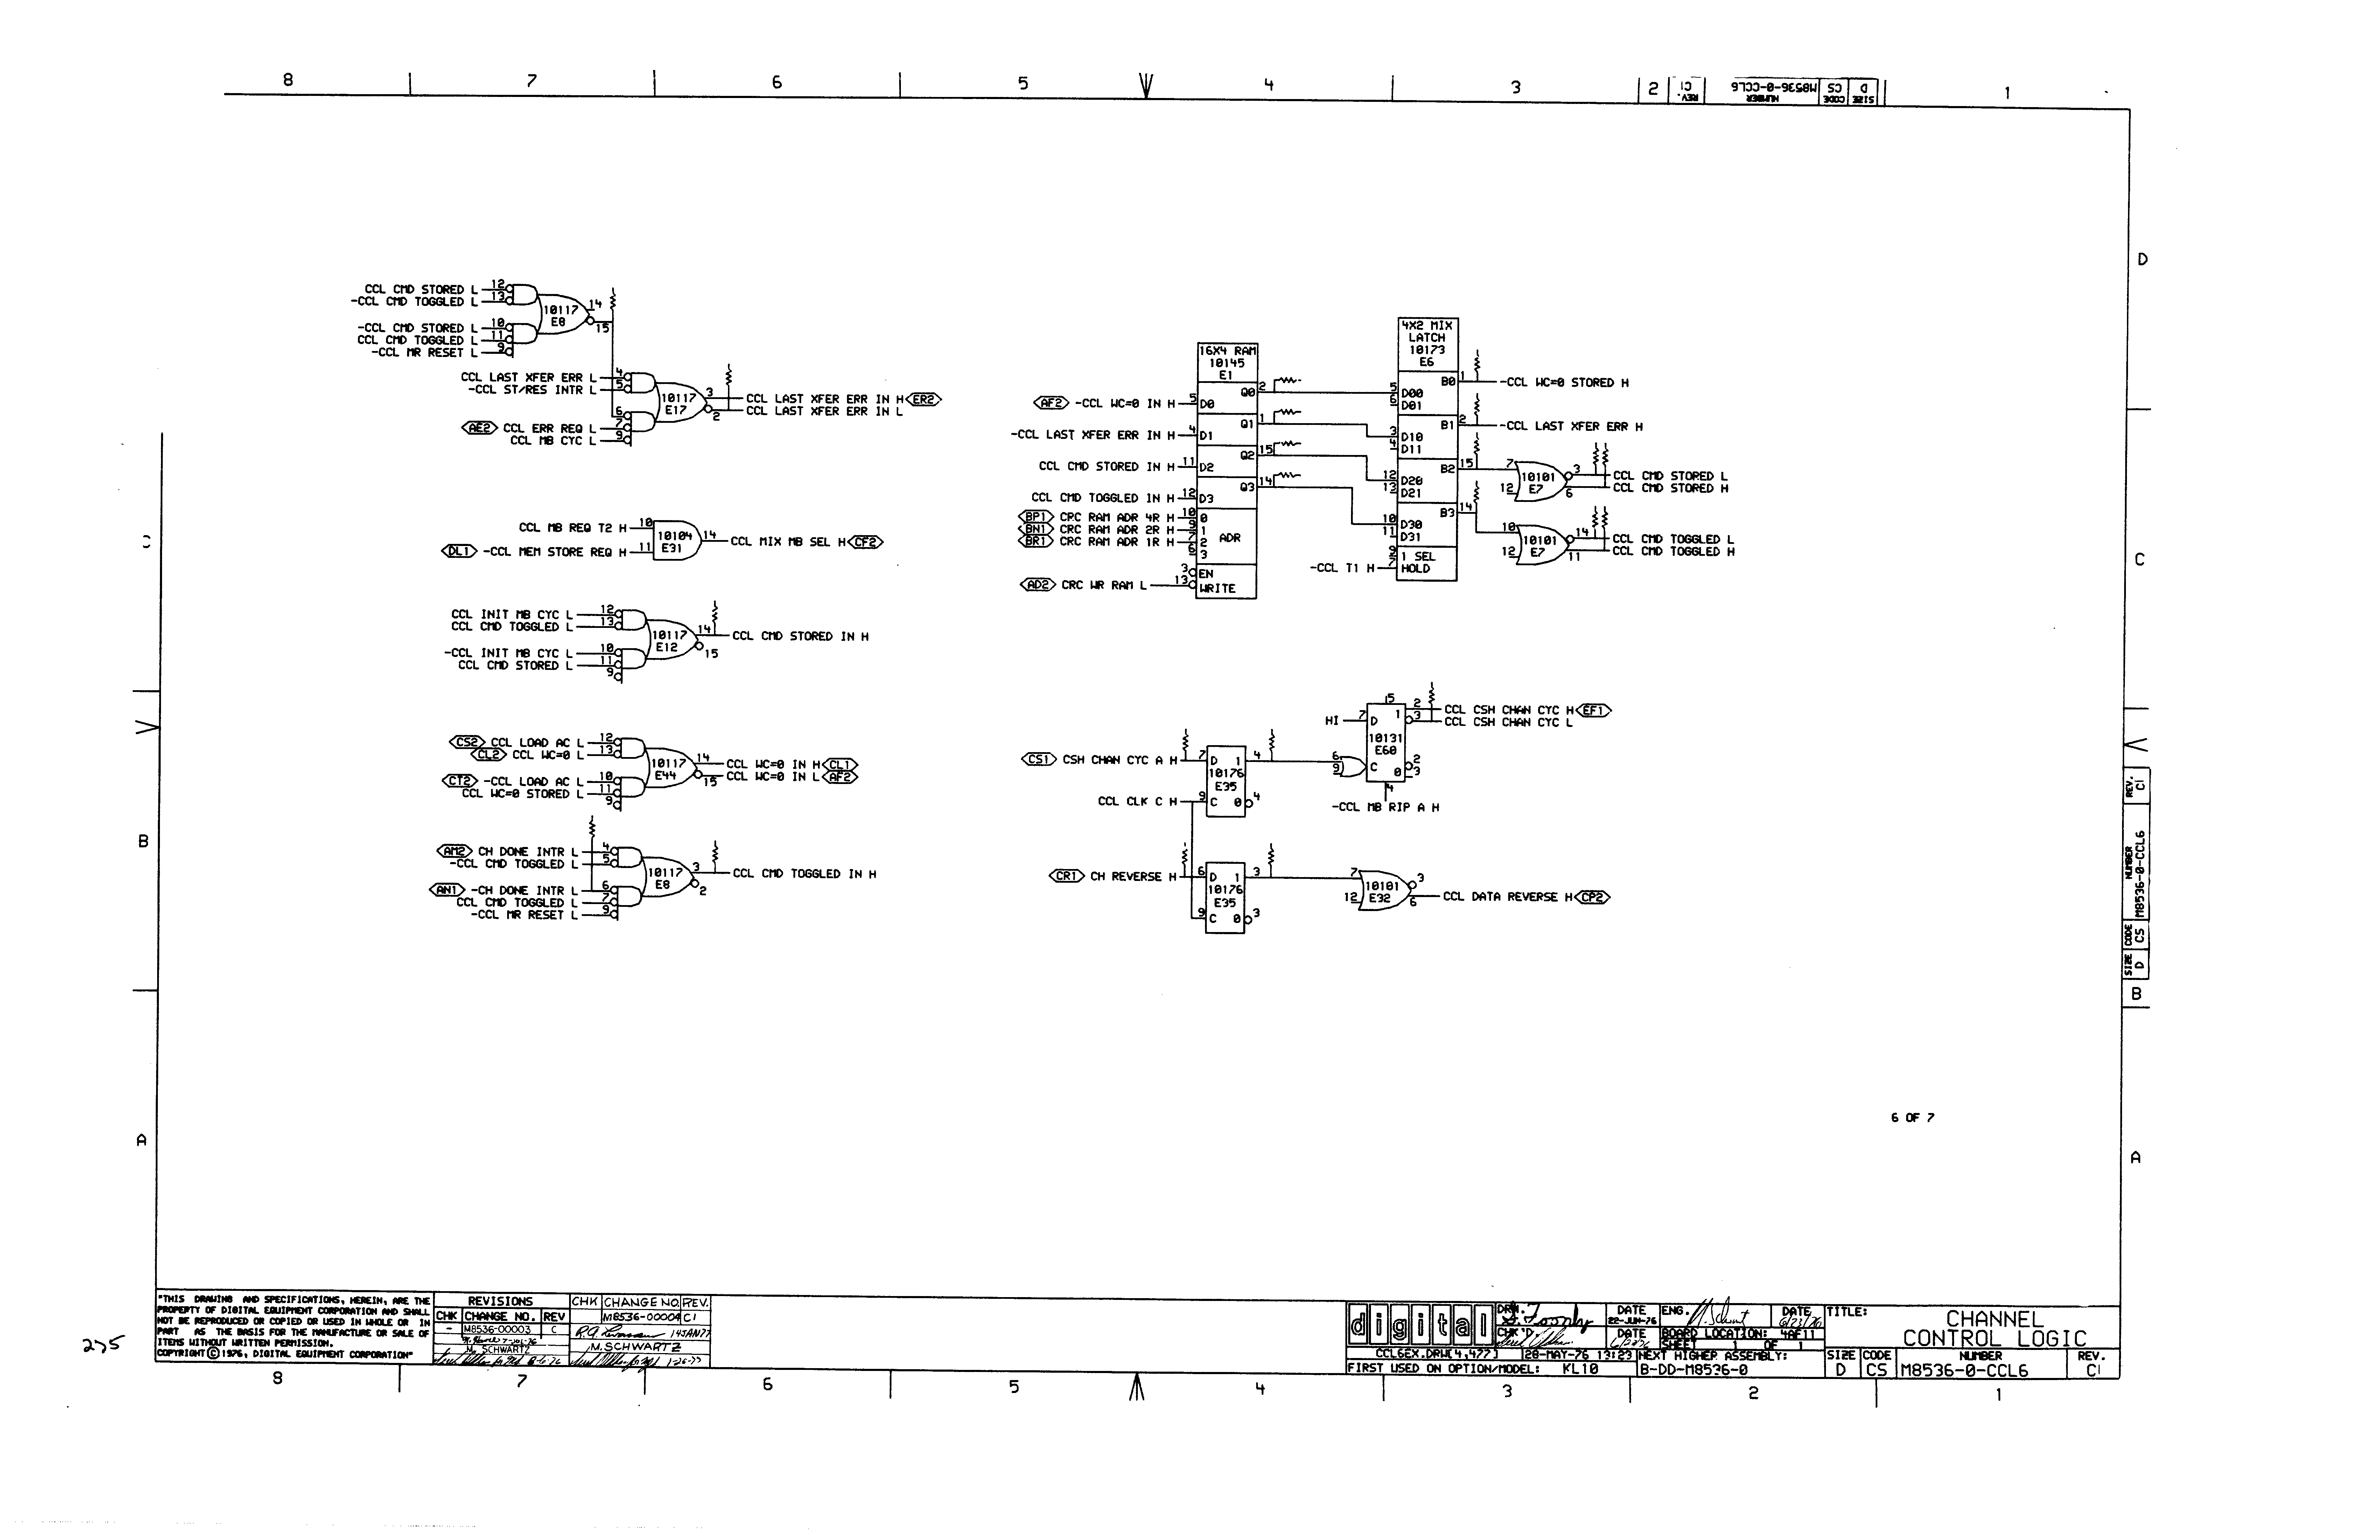 8 7 6 5 4 3 2 1
REV. C1
NUMBER M8536-0-CCL6
CODE CS
SIZE D
D
C
B
A
CCL CMD STORED L 12
-CCL CMD TOGGLED L 13
10117
E8
14
15
-CCL CMD STORED L 10
CCL CMD TOGGLED L 11
-CCL MR RESET L 9
CCL LAST XFER ERR L 4
-CCL ST/RES INTR L 5
10117
E17
3 CCL LAST XFER ERR IN H ER2
2 CCL LAST XFER ERR IN L
6
AE2 CCL ERR REQ L 7
CCL MB CYC L 9
CCL MB REQ T2 H 10
DL1 -CCL MEM STORE REQ H 11
10104
E31
14 CCL MIX MB SEL H CF2
CCL INIT MB CYC L 12
CCL CMD TOGGLED L 13
10117
E12
14 CCL CMD STORED IN H
15
-CCL INIT MB CYC L 10
CCL CMD STORED L 11
9
CS2 CCL LOAD AC L 12
CL2 CCL WC=0 L 13
10117
E44
14 CCL WC=0 IN H CL1
15 CCL WC=0 IN L AF2
CT2 -CCL LOAD AC L 10
CCL WC=0 STORED L 11
9
AM2 CH DONE INTR L 4
-CCL CMD TOGGLED L 5
10117
E8
3 CCL CMD TOGGLED IN H
2
AN1 -CH DONE INTR L 6
CCL CMD TOGGLED L 7
-CCL MR RESET L 9
16X4 RAM
10145
E1
Q0 2
AF2 -CCL WC=0 IN H 5 D0
Q1 1
-CCL LAST XFER ERR IN H 4 D1
Q2 15
CCL CMD STORED IN H 11 D2
Q3 14
CCL CMD TOGGLED IN H 12 D3
BP1 CRC RAM ADR 4R H 10 0
BN1 CRC RAM ADR 2R H 9 1
BR1 CRC RAM ADR 1R H 7 2
6 3
ADR
3 EN
AD2 CRC WR RAM L 13 WRITE
4X2 MIX
LATCH
10173
E6
B0 1 -CCL WC=0 STORED H
5 D00
6 D01
B1 2 -CCL LAST XFER ERR H
3 D10
4 D11
B2 15
12 D20
13 D21
B3 14
10 D30
11 D31
9 1 SEL
-CCL T1 H 7 HOLD
7
12
10101
E7
3 CCL CMD STORED L
6 CCL CMD STORED H
10
12
10101
E7
14 CCL CMD TOGGLED L
11 CCL CMD TOGGLED H
CS1 CSH CHAN CYC A H 7 D 1 4
10176
E35
CCL CLK C H 9 C 0 4
HI 7 D 1
5
10131
E60
2 CCL CSH CHAN CYC H EF1
3 CCL CSH CHAN CYC L
6
9
C 0
2
3
4
-CCL MB RIP A H
CR1 CH REVERSE H 6 D 1 3
10176
E35
9 C 0 3
7
12
10101
E32
3
6 CCL DATA REVERSE H CP2
REV. C1
NUMBER M8536-0-CCL6
CODE CS
SIZE D
6 OF 7
275
"THIS DRAWING AND SPECIFICATIONS, HEREIN, ARE THE
PROPERTY OF DIGITAL EQUIPMENT CORPORATION AND SHALL
NOT BE REPRODUCED OR COPIED OR USED IN WHOLE OR IN
PART AS THE BASIS FOR THE MANUFACTURE OR SALE OF
ITEMS WITHOUT WRITTEN PERMISSION.
COPYRIGHT © 1976, DIGITAL EQUIPMENT CORPORATION"
REVISIONS
CHK CHANGE NO. REV
- M8536-00003 C
M. SCHWARTZ
CHK CHANGE NO. REV.
M8536-00004 C1
14JAN77
M. SCHWARTZ
1-26-77
digital
DRN.
DATE
22-JUN-76
CHK'D.
DATE
ENG.
DATE
6/23/76
BOARD LOCATION: 4AF11
SHEET 1 OF 1
CCL6EX.DRW[4,477] 28-MAY-76 13:23
NEXT HIGHER ASSEMBLY:
FIRST USED ON OPTION/MODEL: KL10
B-DD-M8536-0
TITLE:
CHANNEL
CONTROL LOGIC
SIZE CODE NUMBER REV.
D CS M8536-0-CCL6 C1
8 7 6 5 4 3 2 1